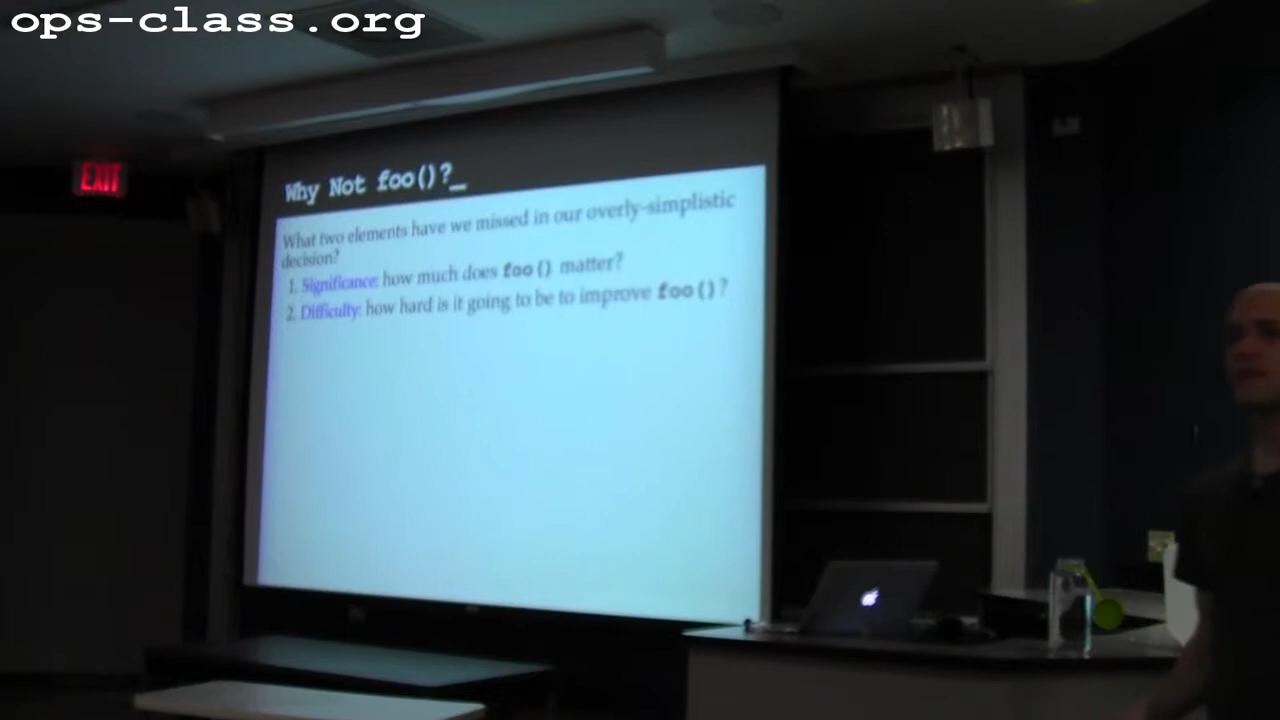 ops-class.org
EXIT
Why Not foo()?_
What two elements have we missed in our overly-simplistic
decision?
1. Significance: how much does foo() matter?
2. Difficulty: how hard is it going to be to improve foo()?